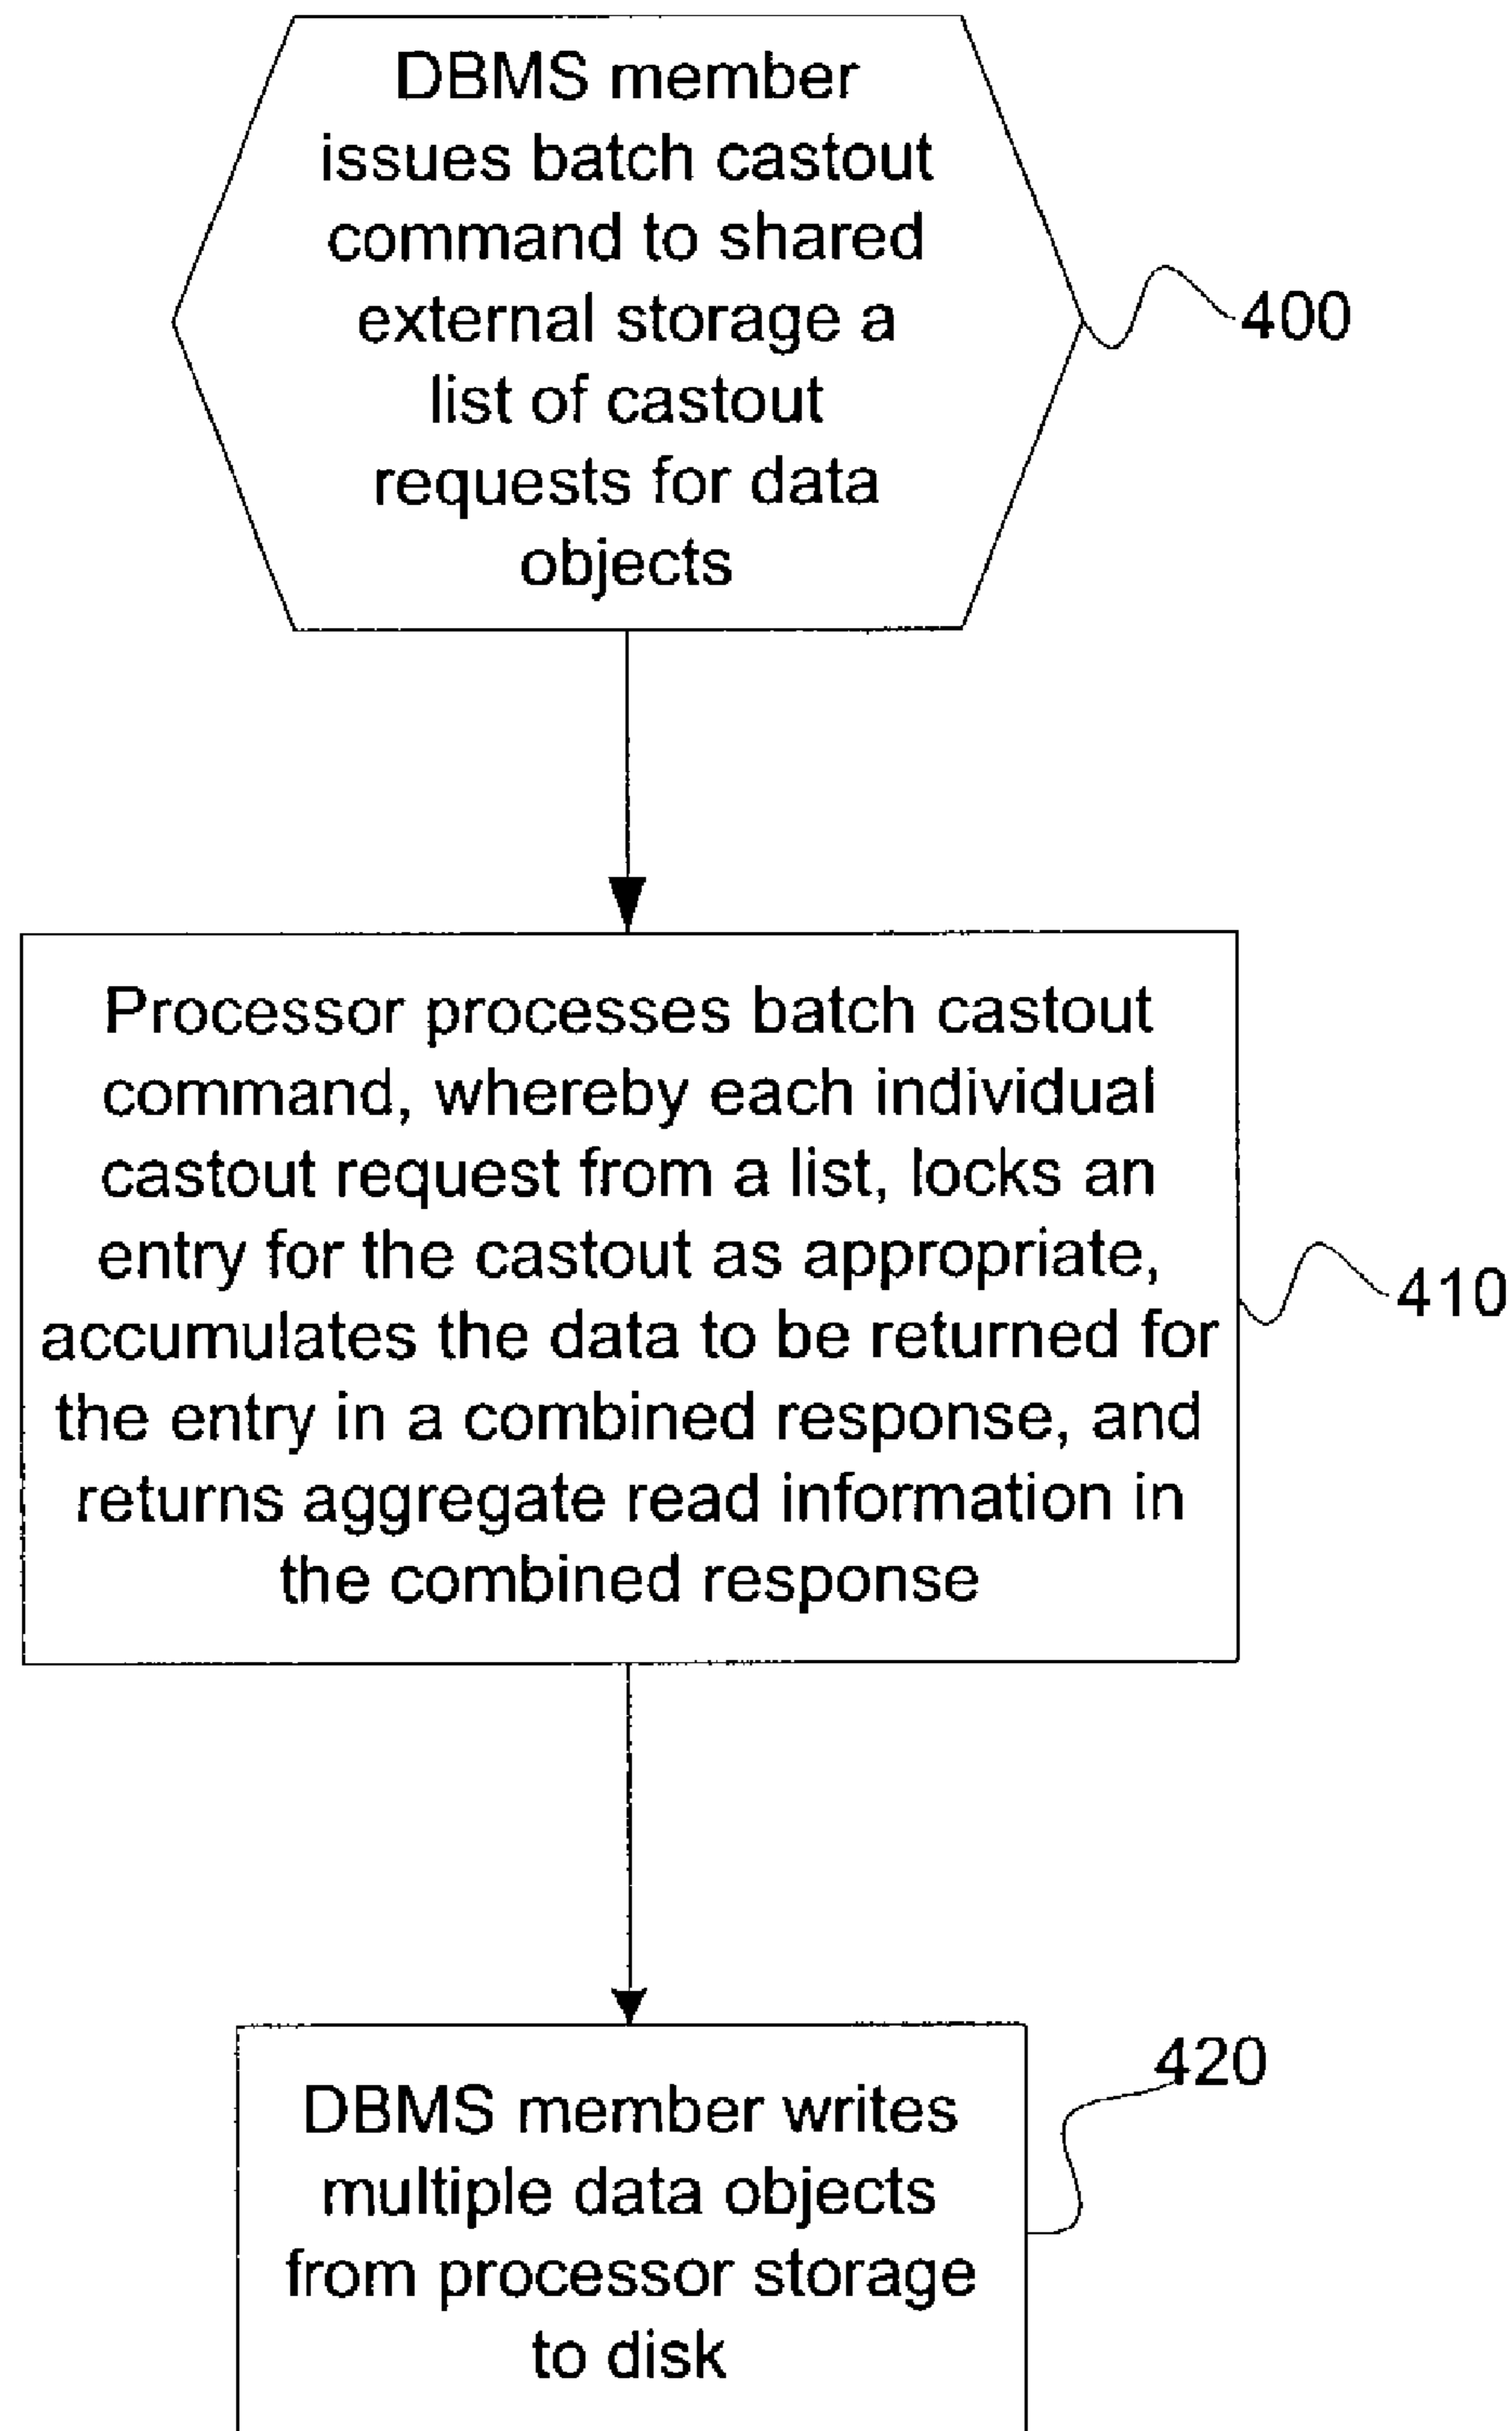 DBMS member
issues batch castout
command to shared
external storage a
list of castout
requests for data
objects
400
Processor processes batch castout
command, whereby each individual
castout request from a list, locks an
entry for the castout as appropriate,
accumulates the data to be returned for
the entry in a combined response, and
returns aggregate read information in
the combined response
410
420
DBMS member writes
multiple data objects
from processor storage
to disk